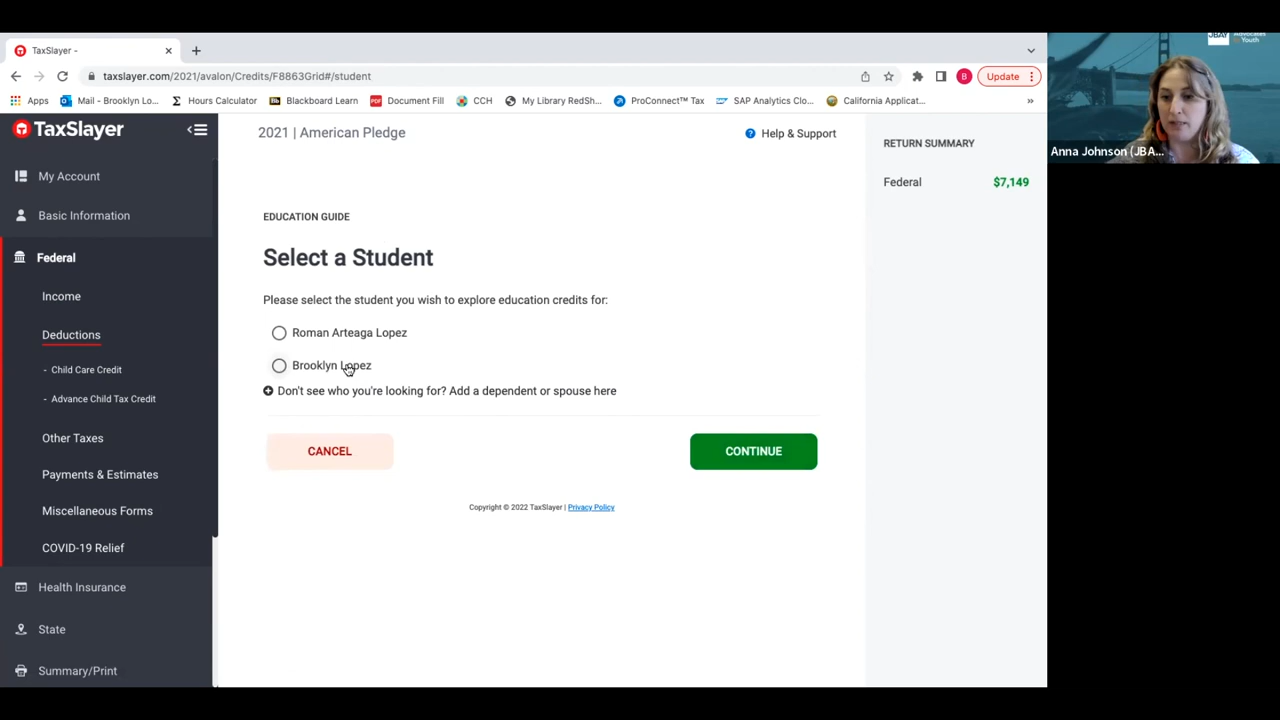 TaxSlayer -
taxslayer.com/2021/avalon/Credits/F8863Grid#/student
B
Update
Apps
Mail - Brooklyn Lo...
Hours Calculator
Blackboard Learn
Document Fill
CCH
My Library RedSh...
ProConnect™ Tax
SAP Analytics Clo...
California Applicat...
»
TaxSlayer
My Account
Basic Information
Federal
Income
Deductions
- Child Care Credit
- Advance Child Tax Credit
Other Taxes
Payments & Estimates
Miscellaneous Forms
COVID-19 Relief
Health Insurance
State
Summary/Print
2021 | American Pledge
Help & Support
EDUCATION GUIDE
Select a Student
Please select the student you wish to explore education credits for:
Roman Arteaga Lopez
Brooklyn Lopez
Don't see who you're looking for? Add a dependent or spouse here
CANCEL
CONTINUE
Copyright © 2022 TaxSlayer | Privacy Policy
RETURN SUMMARY
Federal $7,149
JBAY
Advocates
Youth
Anna Johnson (JBA...